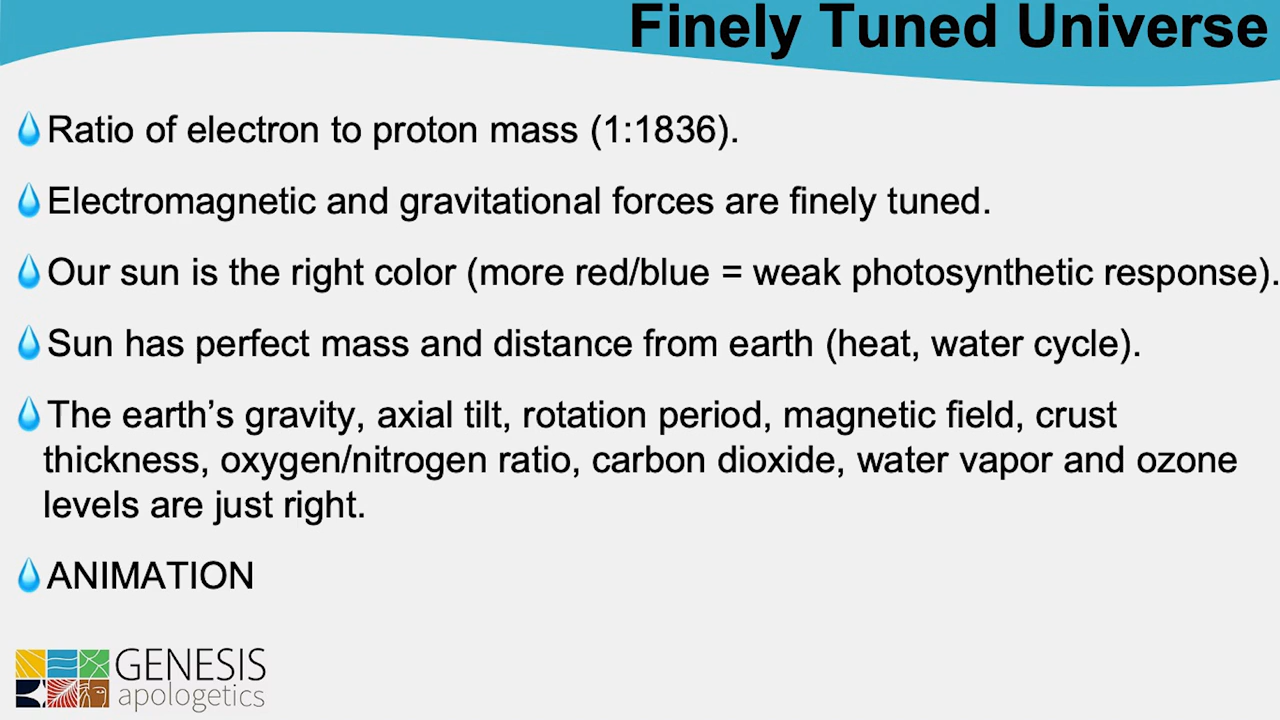 Finely Tuned Universe
Ratio of electron to proton mass (1:1836).
Electromagnetic and gravitational forces are finely tuned.
Our sun is the right color (more red/blue = weak photosynthetic response).
Sun has perfect mass and distance from earth (heat, water cycle).
The earth’s gravity, axial tilt, rotation period, magnetic field, crust
thickness, oxygen/nitrogen ratio, carbon dioxide, water vapor and ozone
levels are just right.
ANIMATION
GENESIS
apologetics